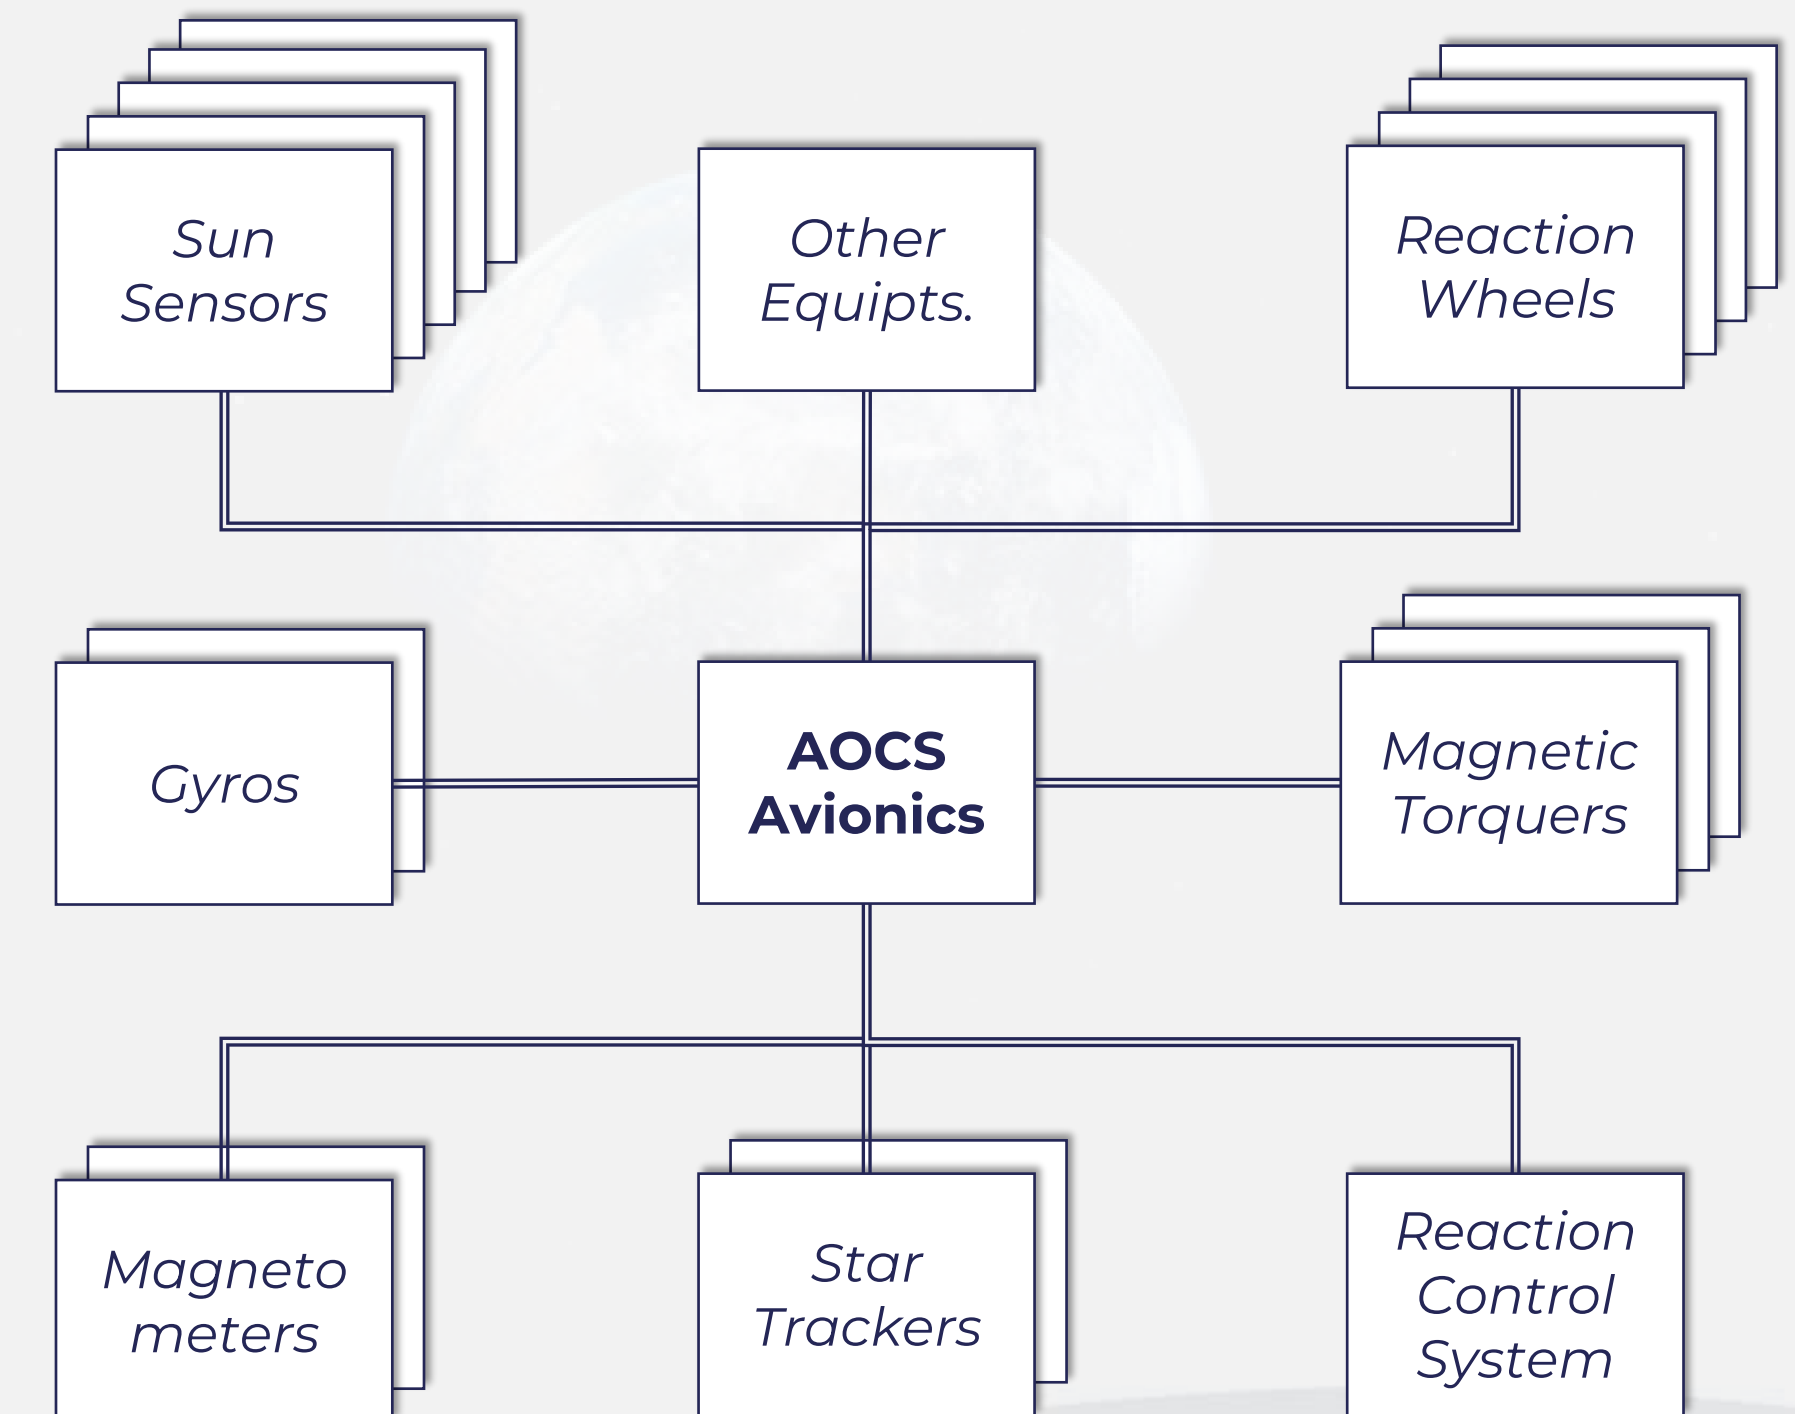 Sun
Sensors
Other
Equipts.
Reaction
Wheels
Gyros
AOCS
Avionics
Magnetic
Torquers
Magneto
meters
Star
Trackers
Reaction
Control
System